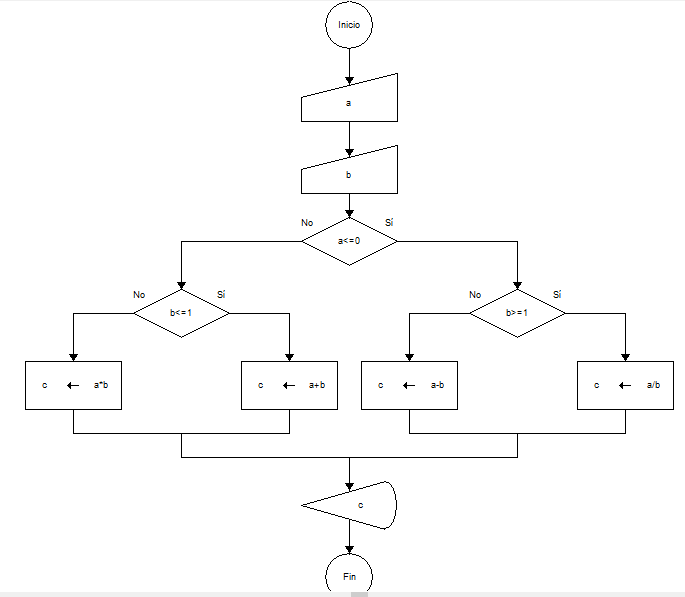 Inicio
a
b
No
Sí
a<=0
No
Sí
No
Sí
b<=1
b>=1
c ← a*b
c ← a+b
c ← a-b
c ← a/b
c
Fin